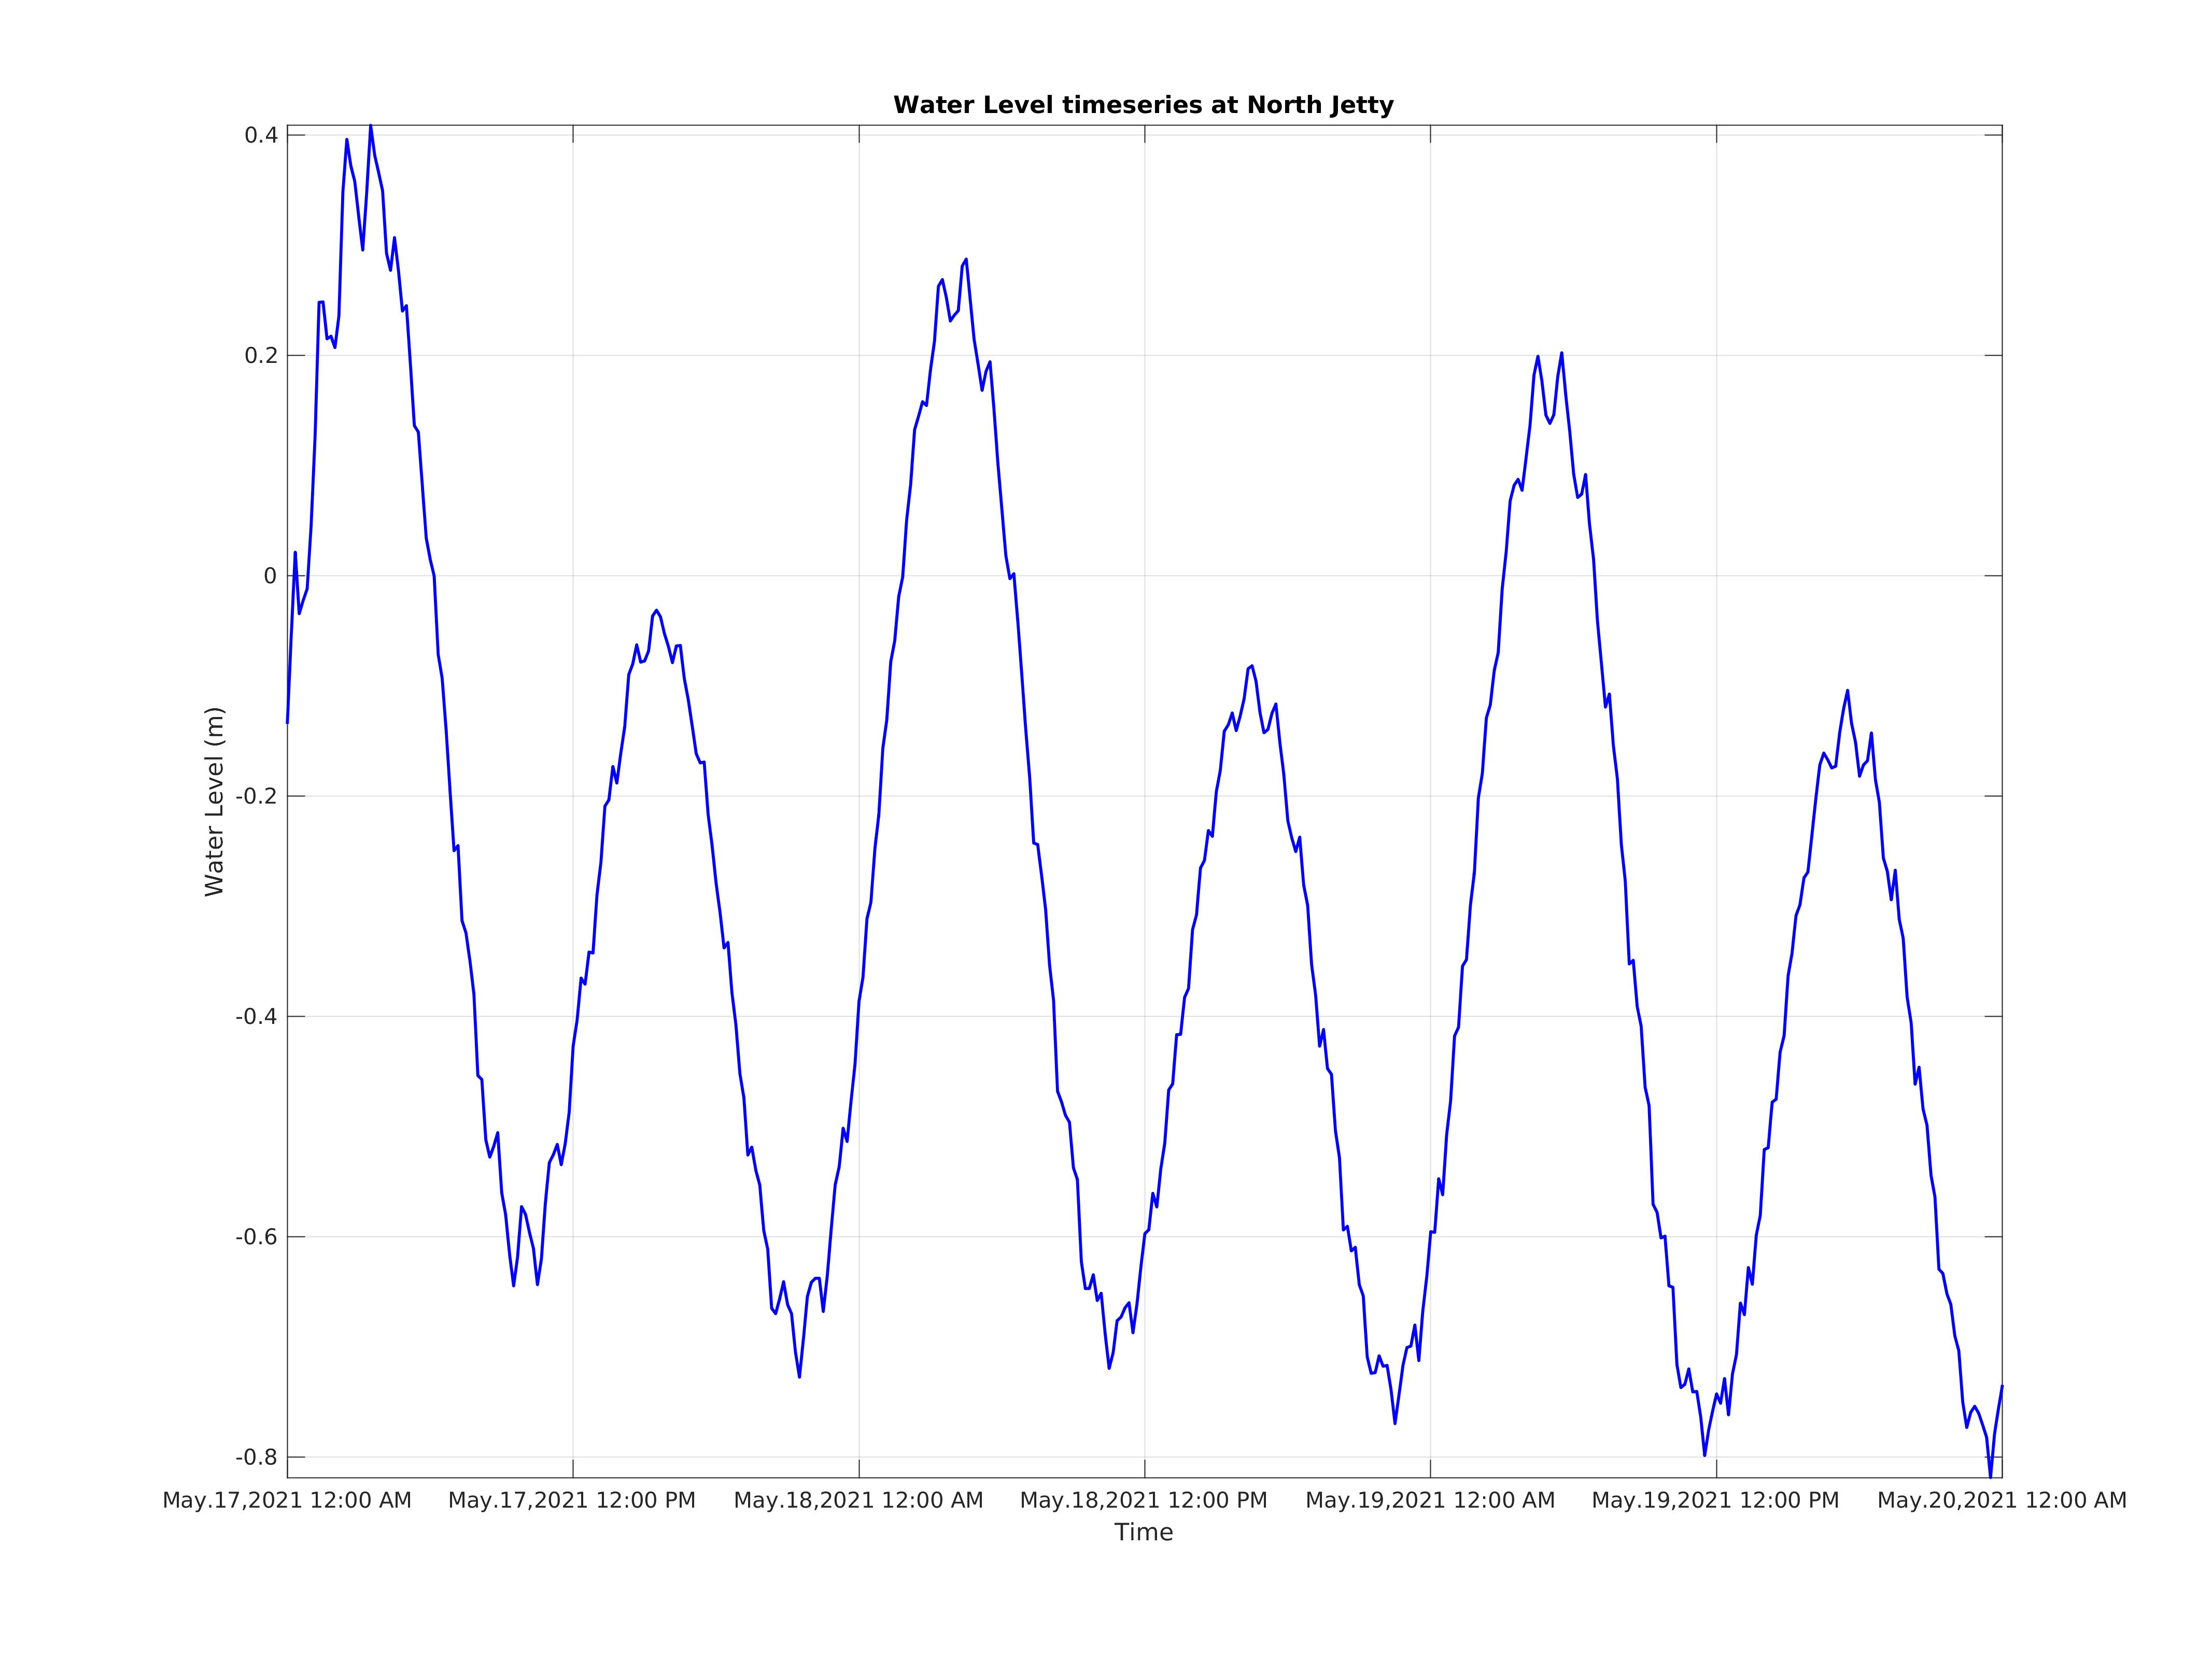 Water Level timeseries at North Jetty
0.4
0.2
0
-0.2
-0.4
-0.6
-0.8
Water Level (m)
May.17,2021 12:00 AM May.17,2021 12:00 PM May.18,2021 12:00 AM May.18,2021 12:00 PM May.19,2021 12:00 AM May.19,2021 12:00 PM May.20,2021 12:00 AM
Time